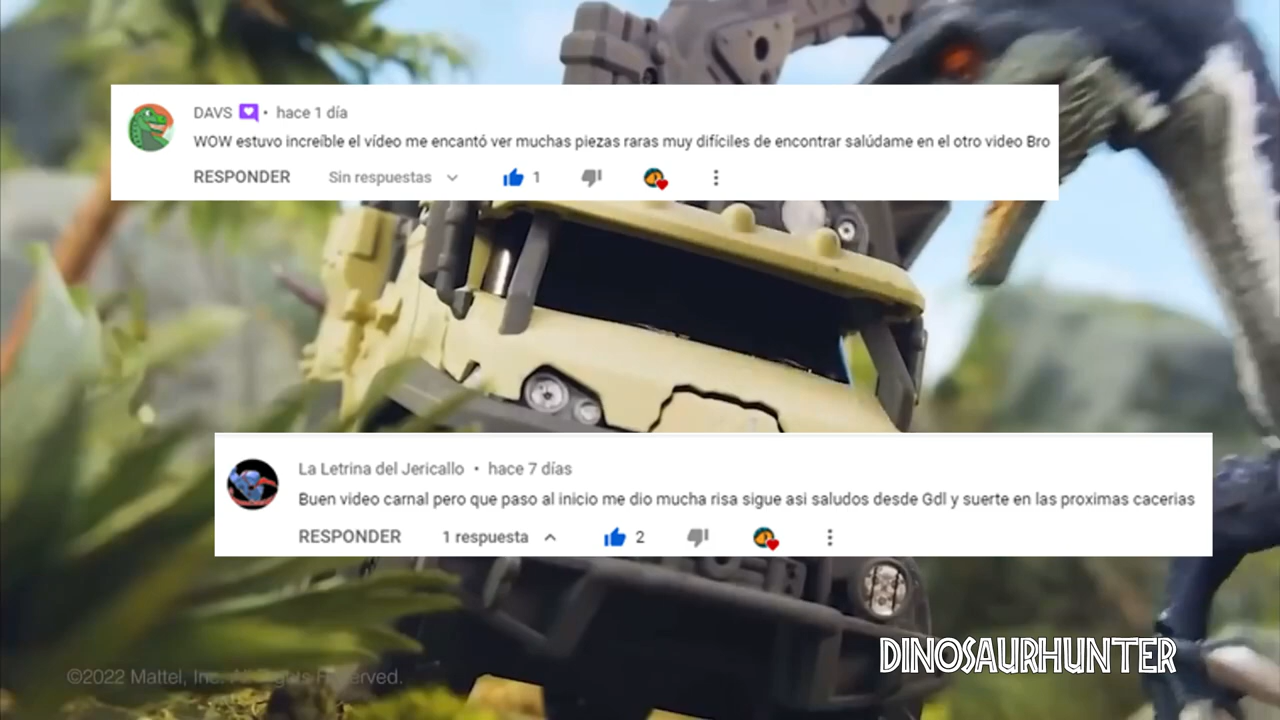 DAVS • hace 1 día
WOW estuvo increíble el vídeo me encantó ver muchas piezas raras muy difíciles de encontrar salúdame en el otro video Bro
RESPONDER Sin respuestas 1
La Letrina del Jericallo • hace 7 días
Buen video carnal pero que paso al inicio me dio mucha risa sigue asi saludos desde Gdl y suerte en las proximas cacerias
RESPONDER 1 respuesta 2
DINOSAURHUNTER
©2022 Mattel, Inc. All Rights Reserved.